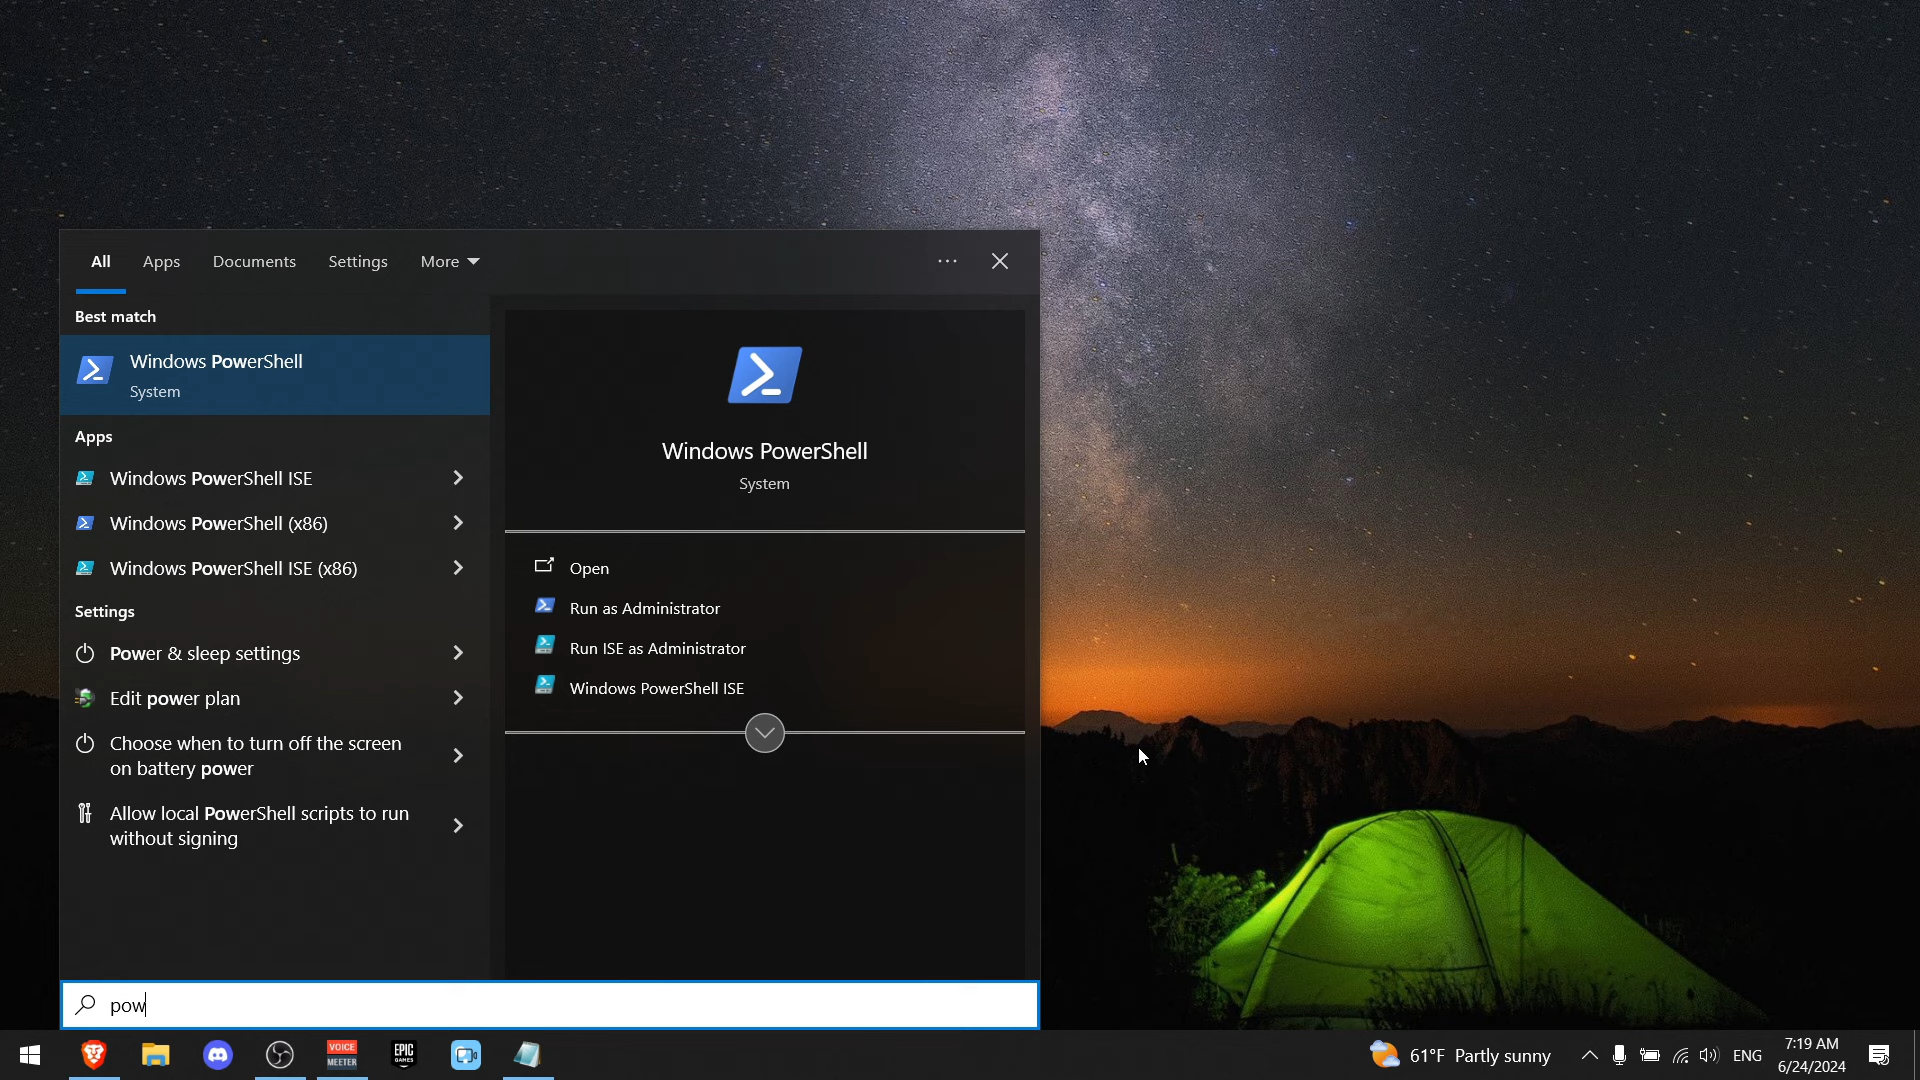 All
Apps
Documents
Settings
More
Best match
Windows PowerShell
System
Apps
Windows PowerShell ISE
Windows PowerShell (x86)
Windows PowerShell ISE (x86)
Settings
Power & sleep settings
Edit power plan
Choose when to turn off the screen
on battery power
Allow local PowerShell scripts to run
without signing
Windows PowerShell
System
Open
Run as Administrator
Run ISE as Administrator
Windows PowerShell ISE
pow
VOICE
MEETER
EPIC
GAMES
61°F Partly sunny
ENG
7:19 AM
6/24/2024